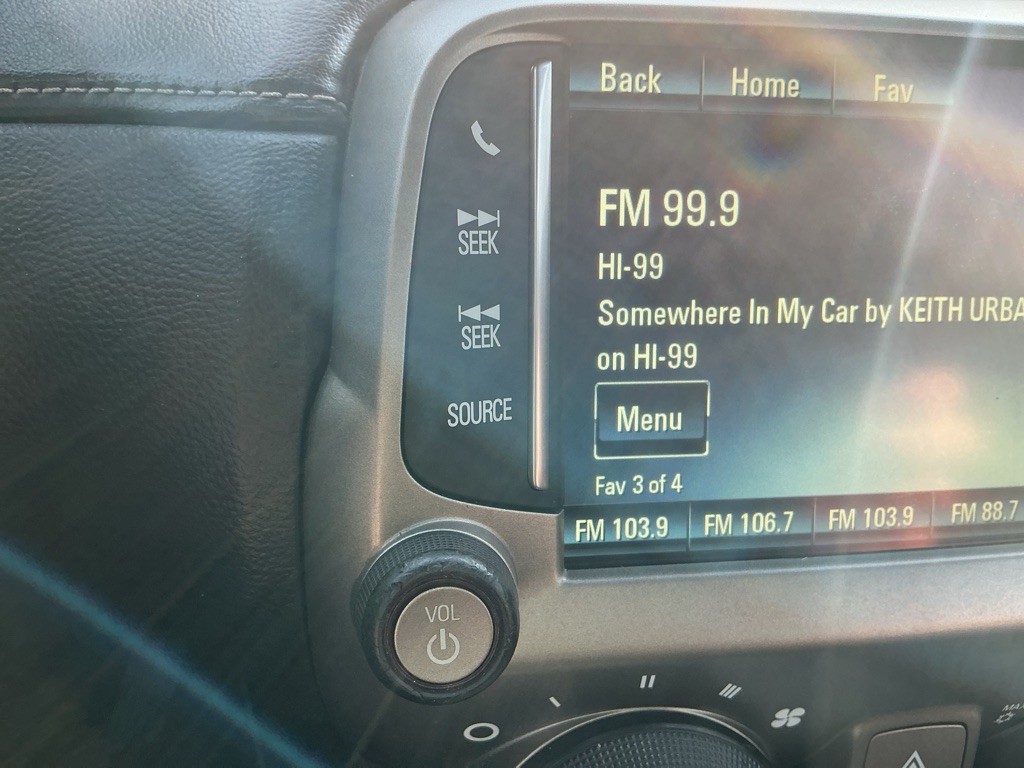 Back Home Fav
SEEK
SEEK
SOURCE
FM 99.9
HI-99
Somewhere In My Car by KEITH URBA
on HI-99
Menu
Fav 3 of 4
FM 103.9 FM 106.7 FM 103.9 FM 88.7
VOL